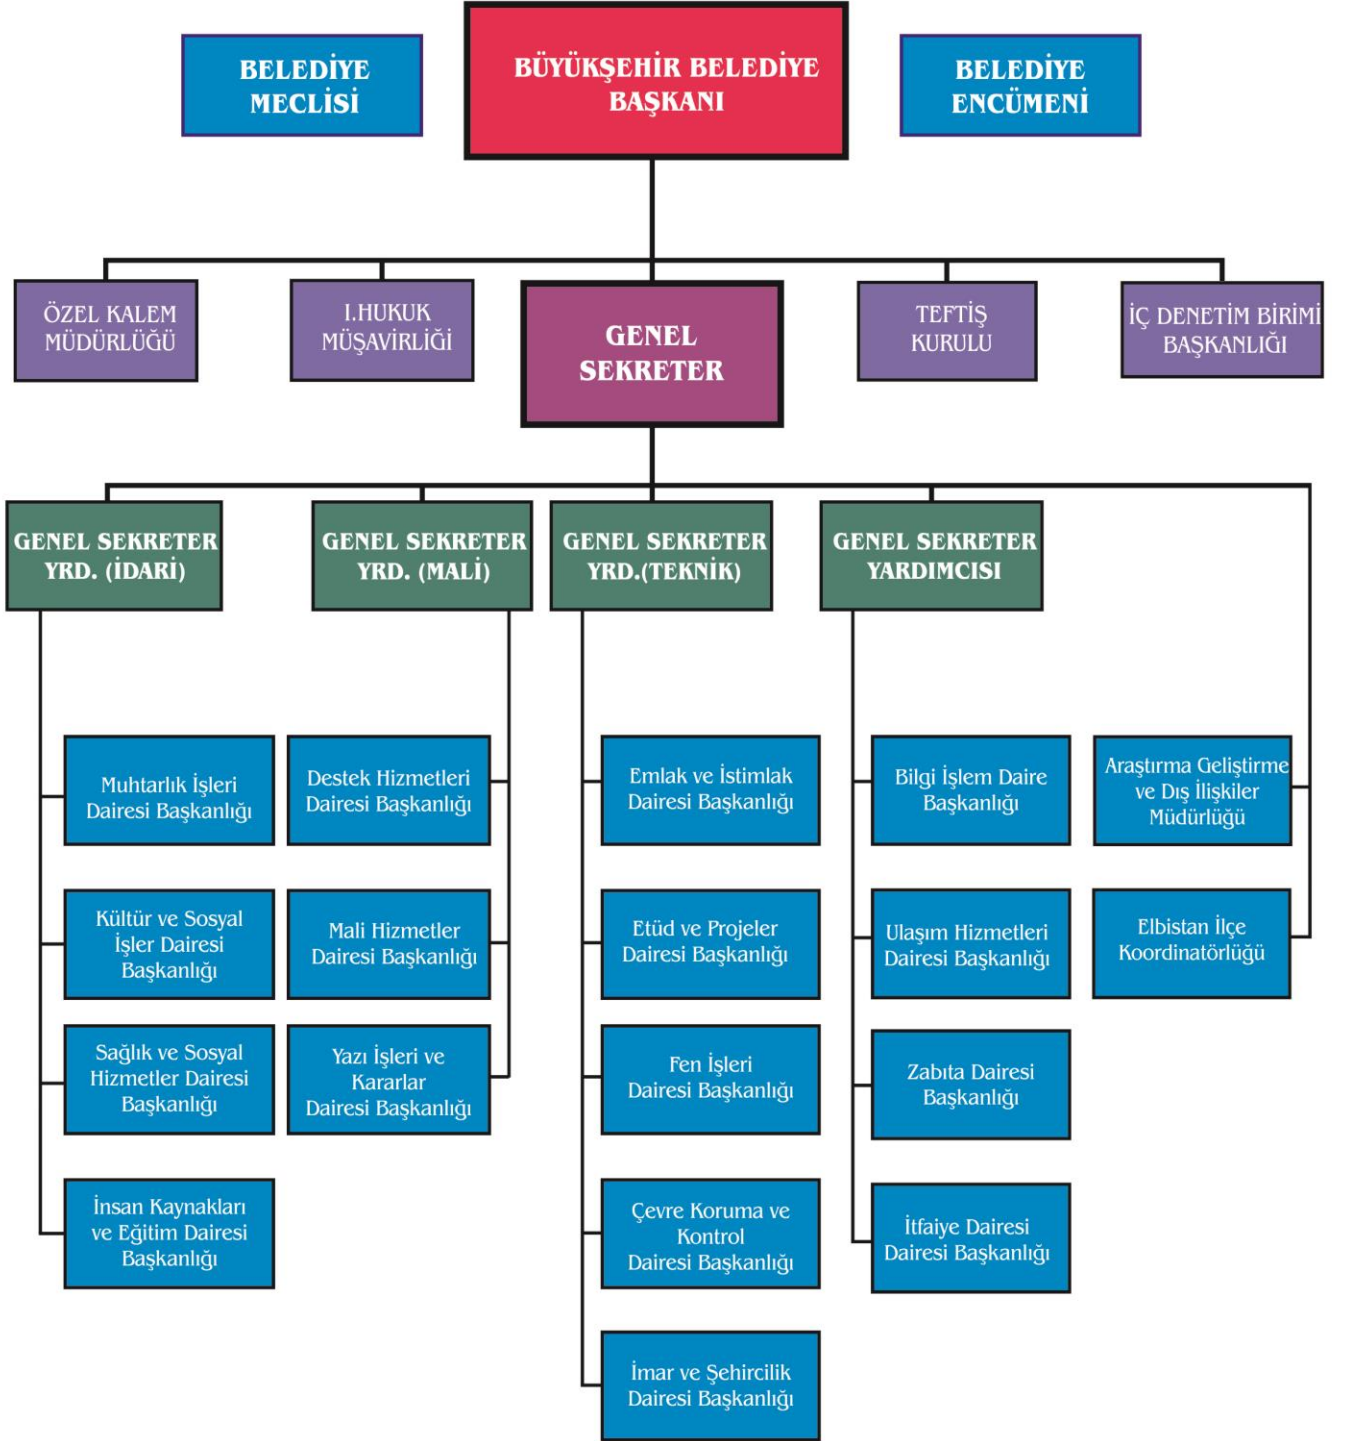 BELEDİYE
MECLİSİ
BÜYÜKŞEHİR BELEDİYE
BAŞKANI
BELEDİYE
ENCÜMENİ
ÖZEL KALEM
MÜDÜRLÜĞÜ
I.HUKUK
MÜŞAVİRLİĞİ
GENEL
SEKRETER
TEFTİŞ
KURULU
İÇ DENETİM BİRİMİ
BAŞKANLIĞI
GENEL SEKRETER
YRD. (İDARİ)
GENEL SEKRETER
YRD. (MALİ)
GENEL SEKRETER
YRD.(TEKNİK)
GENEL SEKRETER
YARDIMCISI
Muhtarlık İşleri
Dairesi Başkanlığı
Destek Hizmetleri
Dairesi Başkanlığı
Emlak ve İstimlak
Dairesi Başkanlığı
Bilgi İşlem Daire
Başkanlığı
Araştırma Geliştirme
ve Dış İlişkiler
Müdürlüğü
Kültür ve Sosyal
İşler Dairesi
Başkanlığı
Mali Hizmetler
Dairesi Başkanlığı
Etüd ve Projeler
Dairesi Başkanlığı
Ulaşım Hizmetleri
Dairesi Başkanlığı
Elbistan İlçe
Koordinatörlüğü
Sağlık ve Sosyal
Hizmetler Dairesi
Başkanlığı
Yazı İşleri ve
Kararlar
Dairesi Başkanlığı
Fen İşleri
Dairesi Başkanlığı
Zabıta Dairesi
Başkanlığı
İnsan Kaynakları
ve Eğitim Dairesi
Başkanlığı
Çevre Koruma ve
Kontrol
Dairesi Başkanlığı
İtfaiye Dairesi
Dairesi Başkanlığı
İmar ve Şehircilik
Dairesi Başkanlığı